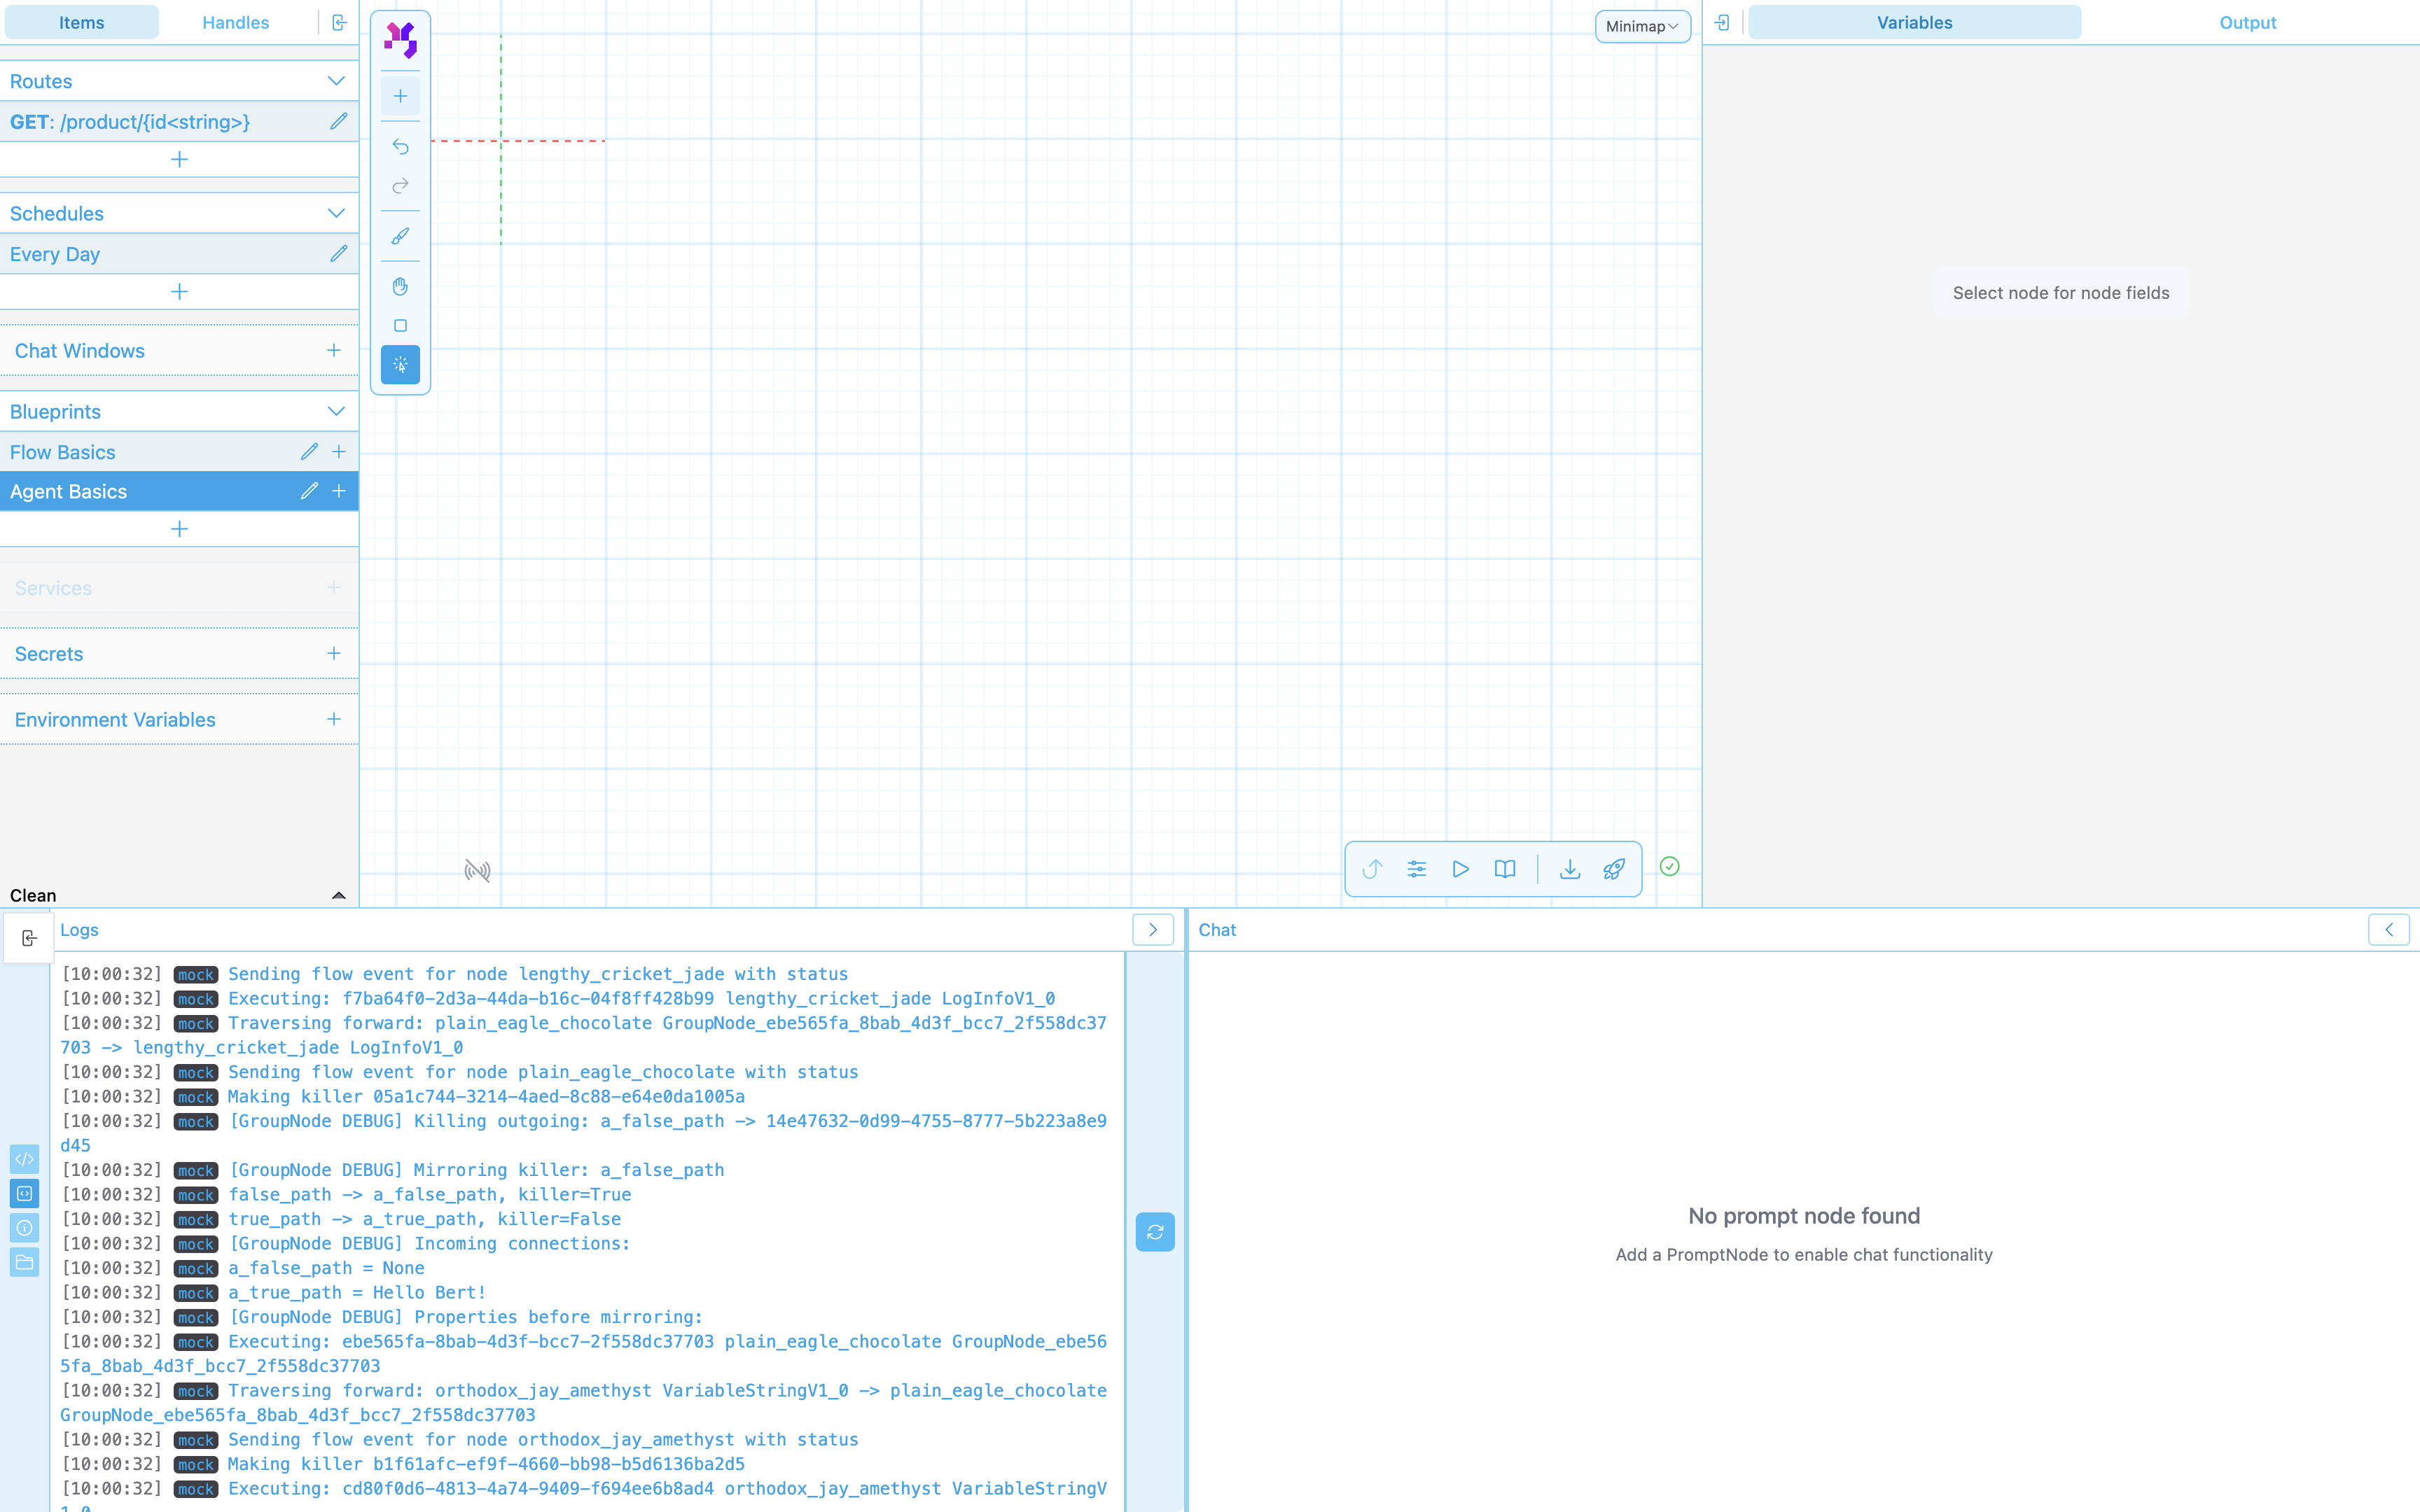 Items
Handles
Routes
GET: /product/{id<string>}
Schedules
Every Day
Chat Windows
Blueprints
Flow Basics
Agent Basics
Services
Secrets
Environment Variables
Clean
Minimap
Variables
Output
Select node for node fields
Logs
[10:00:32] mock Sending flow event for node lengthy_cricket_jade with status
[10:00:32] mock Executing: f7ba64f0-2d3a-44da-b16c-04f8ff428b99 lengthy_cricket_jade LogInfoV1_0
[10:00:32] mock Traversing forward: plain_eagle_chocolate GroupNode_ebe565fa_8bab_4d3f_bcc7_2f558dc37
703 -> lengthy_cricket_jade LogInfoV1_0
[10:00:32] mock Sending flow event for node plain_eagle_chocolate with status
[10:00:32] mock Making killer 05a1c744-3214-4aed-8c88-e64e0da1005a
[10:00:32] mock [GroupNode DEBUG] Killing outgoing: a_false_path -> 14e47632-0d99-4755-8777-5b223a8e9
d45
[10:00:32] mock [GroupNode DEBUG] Mirroring killer: a_false_path
[10:00:32] mock false_path -> a_false_path, killer=True
[10:00:32] mock true_path -> a_true_path, killer=False
[10:00:32] mock [GroupNode DEBUG] Incoming connections:
[10:00:32] mock a_false_path = None
[10:00:32] mock a_true_path = Hello Bert!
[10:00:32] mock [GroupNode DEBUG] Properties before mirroring:
[10:00:32] mock Executing: ebe565fa-8bab-4d3f-bcc7-2f558dc37703 plain_eagle_chocolate GroupNode_ebe56
5fa_8bab_4d3f_bcc7_2f558dc37703
[10:00:32] mock Traversing forward: orthodox_jay_amethyst VariableStringV1_0 -> plain_eagle_chocolate
GroupNode_ebe565fa_8bab_4d3f_bcc7_2f558dc37703
[10:00:32] mock Sending flow event for node orthodox_jay_amethyst with status
[10:00:32] mock Making killer b1f61afc-ef9f-4660-bb98-b5d6136ba2d5
[10:00:32] mock Executing: cd80f0d6-4813-4a74-9409-f694ee6b8ad4 orthodox_jay_amethyst VariableStringV
1_0
Chat
No prompt node found
Add a PromptNode to enable chat functionality